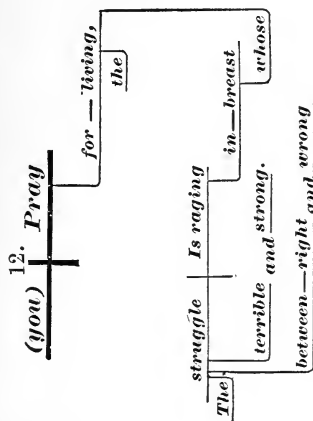 12.
(you) Pray
for—living,
the
whose
in—breast
struggle Is raging
terrible and strong.
The
between—right and wrong